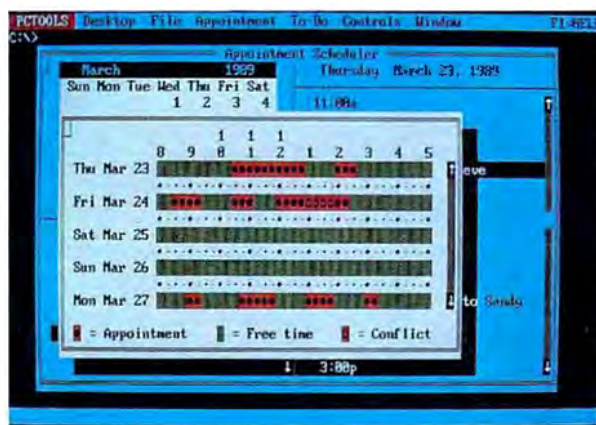 PCTOOLS Desktop File Appointment To-Do Controls Window F1=HELP
C:\>
Appointment Scheduler
March 1989 Thursday March 23, 1989
Sun Mon Tue Wed Thu Fri Sat
1 2 3 4 11:00a
1 1 1
8 9 0 1 2 1 2 3 4 5
Thu Mar 23 eve
Fri Mar 24
Sat Mar 25
Sun Mar 26
Mon Mar 27 to Sandy
= Appointment = Free time = Conflict
3:00p